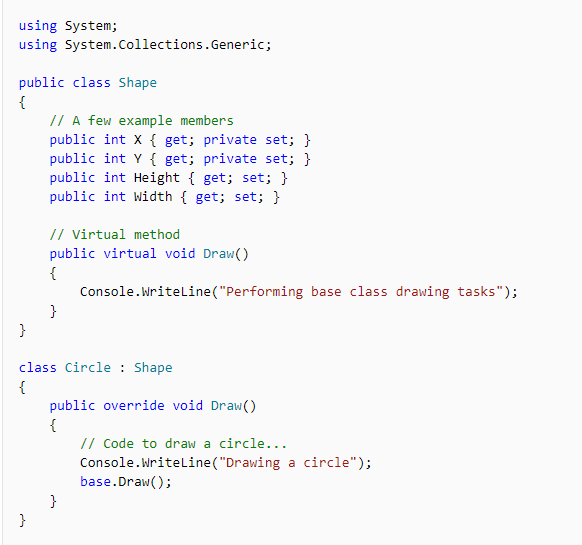 using System;
using System.Collections.Generic;

public class Shape
{
    // A few example members
    public int X { get; private set; }
    public int Y { get; private set; }
    public int Height { get; set; }
    public int Width { get; set; }

    // Virtual method
    public virtual void Draw()
    {
        Console.WriteLine("Performing base class drawing tasks");
    }
}

class Circle : Shape
{
    public override void Draw()
    {
        // Code to draw a circle...
        Console.WriteLine("Drawing a circle");
        base.Draw();
    }
}